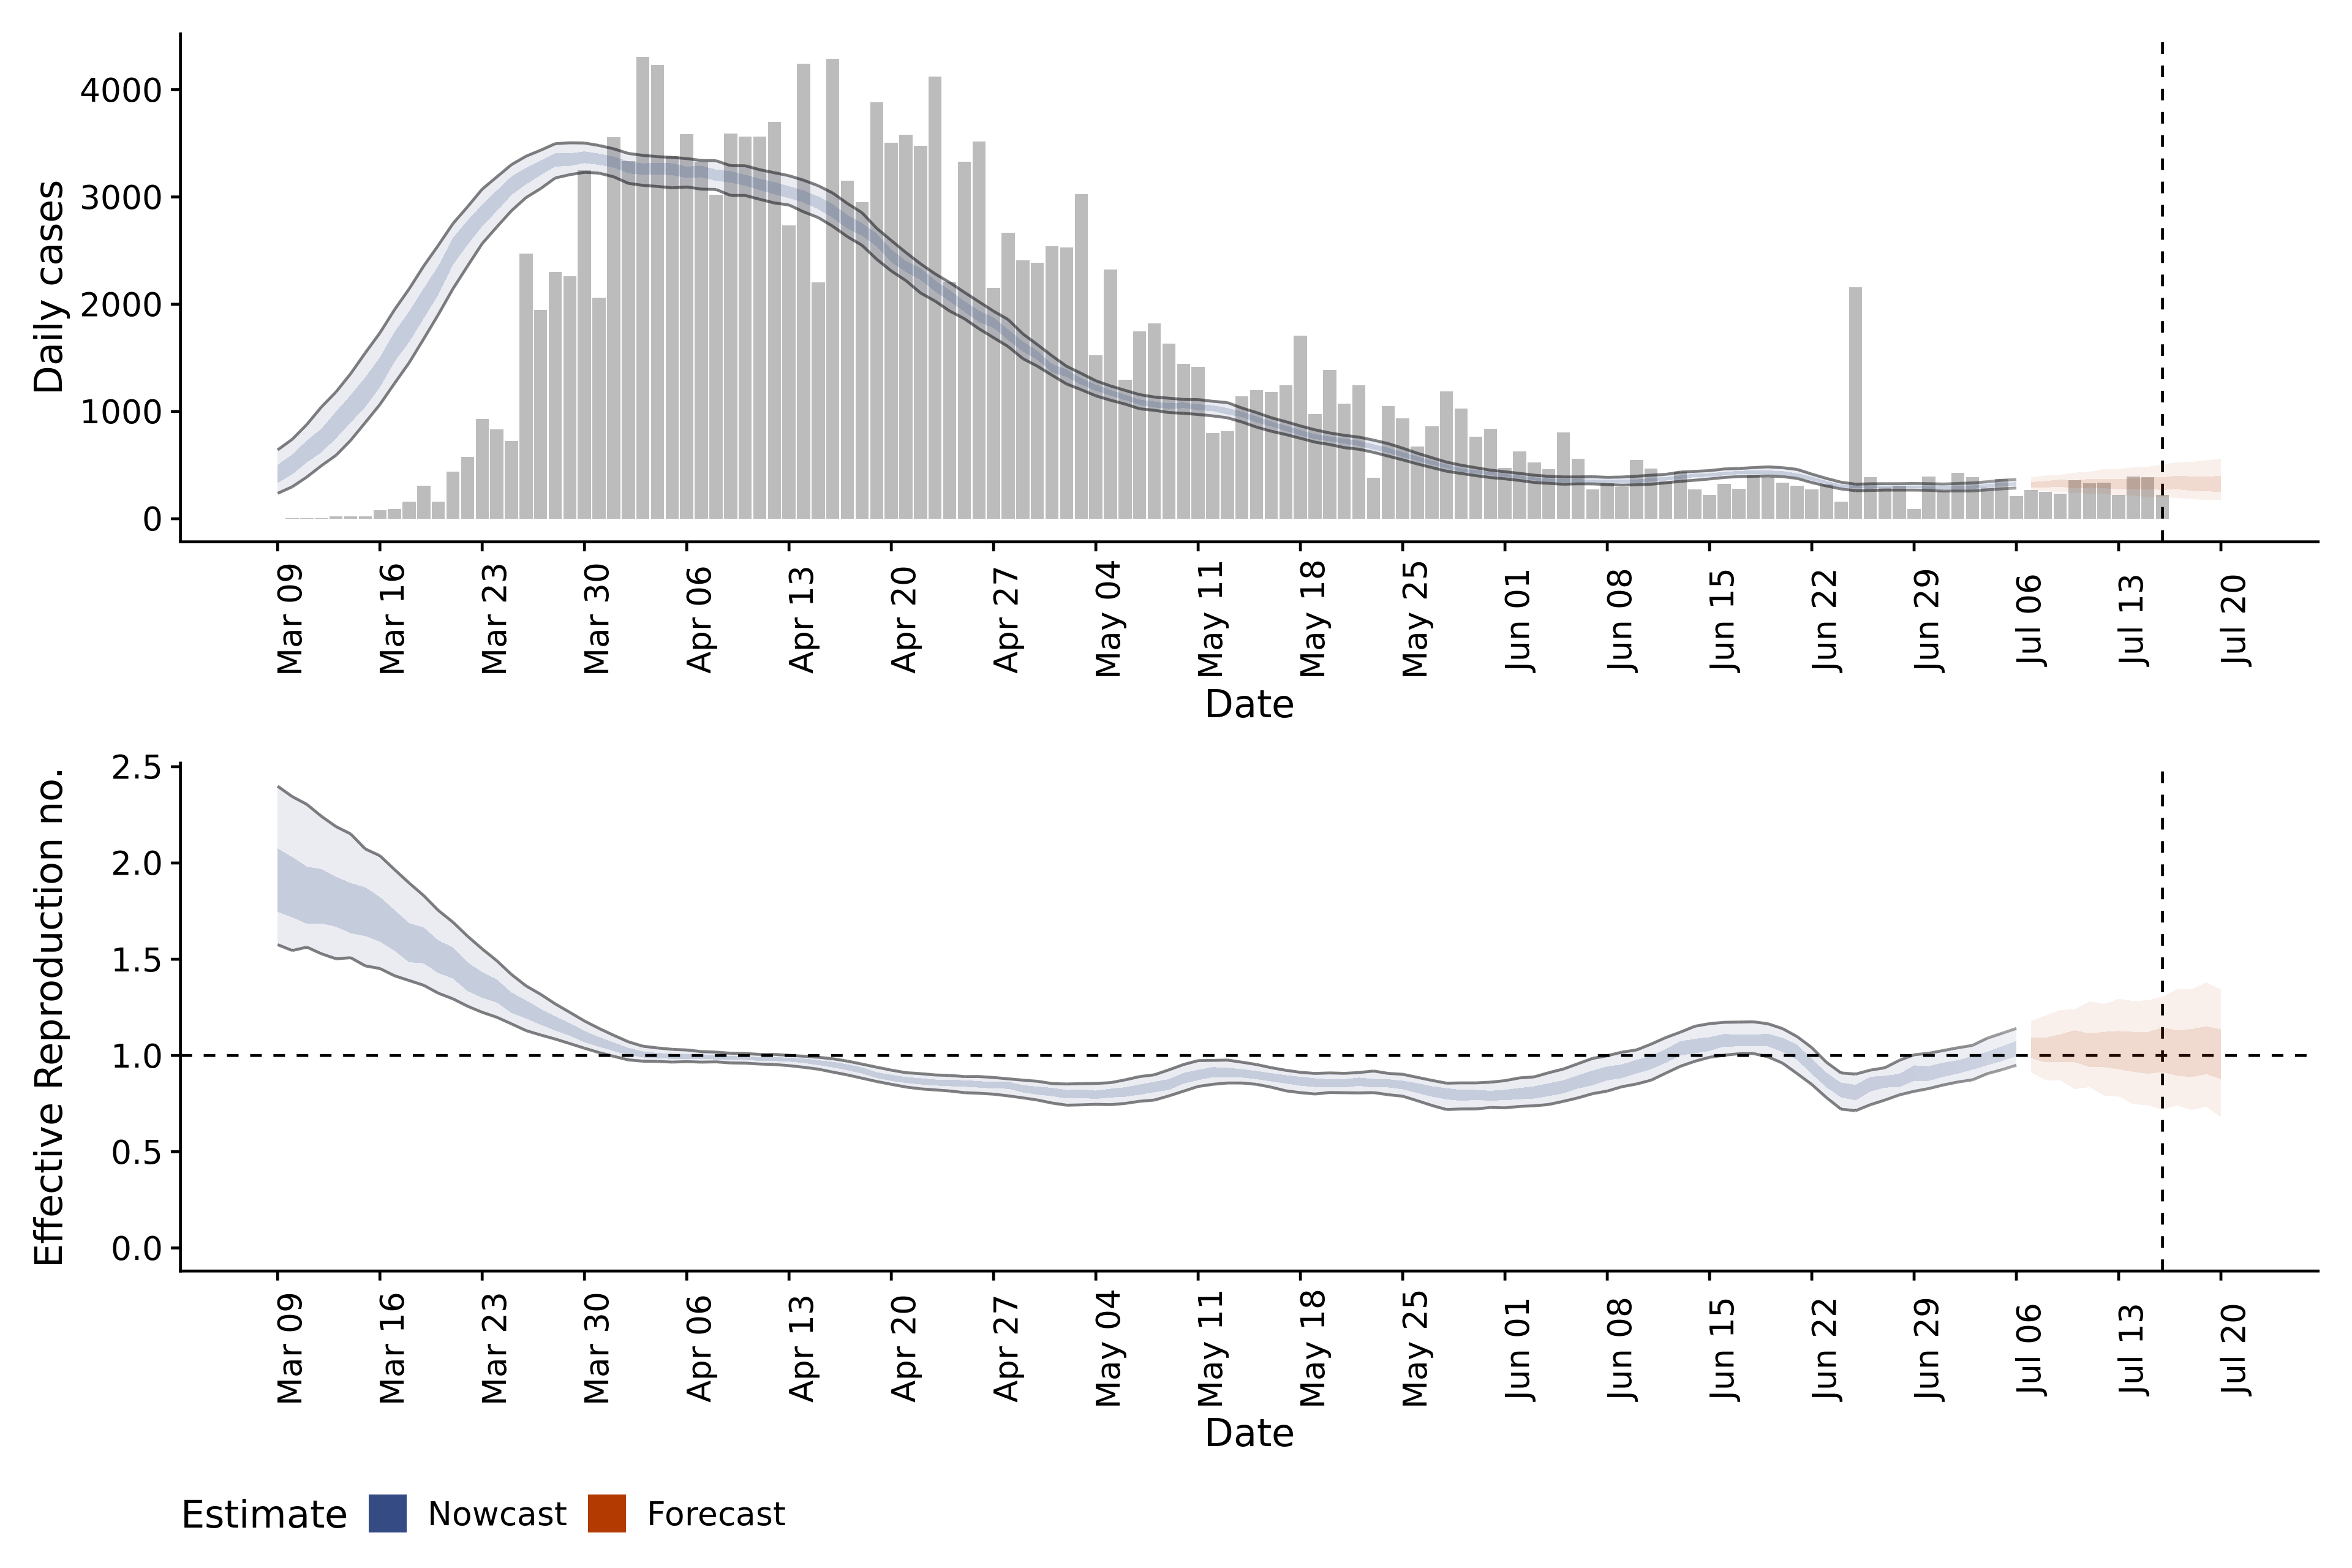 Daily cases
4000
3000
2000
1000
0
Mar 09
Mar 16
Mar 23
Mar 30
Apr 06
Apr 13
Apr 20
Apr 27
May 04
May 11
May 18
May 25
Jun 01
Jun 08
Jun 15
Jun 22
Jun 29
Jul 06
Jul 13
Jul 20
Date
Effective Reproduction no.
2.5
2.0
1.5
1.0
0.5
0.0
Mar 09
Mar 16
Mar 23
Mar 30
Apr 06
Apr 13
Apr 20
Apr 27
May 04
May 11
May 18
May 25
Jun 01
Jun 08
Jun 15
Jun 22
Jun 29
Jul 06
Jul 13
Jul 20
Date
Estimate Nowcast Forecast